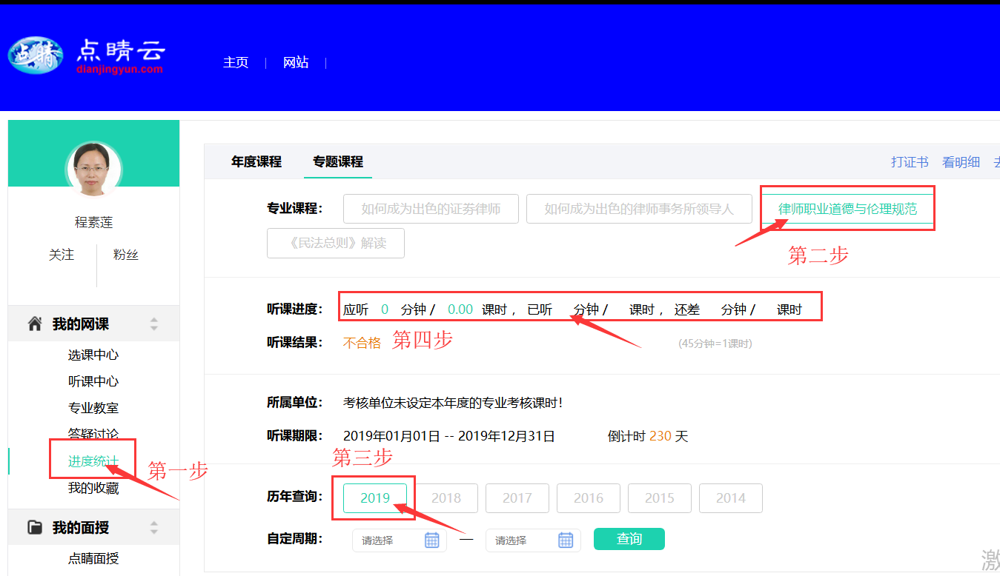 点睛
点睛云
dianjingyun.com
主页
网站
程素莲
关注 粉丝
我的网课
选课中心
听课中心
专业教室
答疑讨论
进度统计
第一步
我的收藏
我的面授
点睛面授
年度课程 专题课程 打证书 看明细 去
专业课程： 如何成为出色的证券律师 如何成为出色的律师事务所领导人 律师职业道德与伦理规范
《民法总则》解读
第二步
听课进度： 应听 0 分钟 / 0.00 课时 ，已听 分钟 / 课时 ，还差 分钟 / 课时
听课结果： 不合格 第四步 (45分钟=1课时)
所属单位： 考核单位未设定本年度的专业考核课时！
听课期限： 2019年01月01日 -- 2019年12月31日 倒计时 230 天
第三步
历年查询： 2019 2018 2017 2016 2015 2014
自定周期： 请选择 — 请选择 查询
激